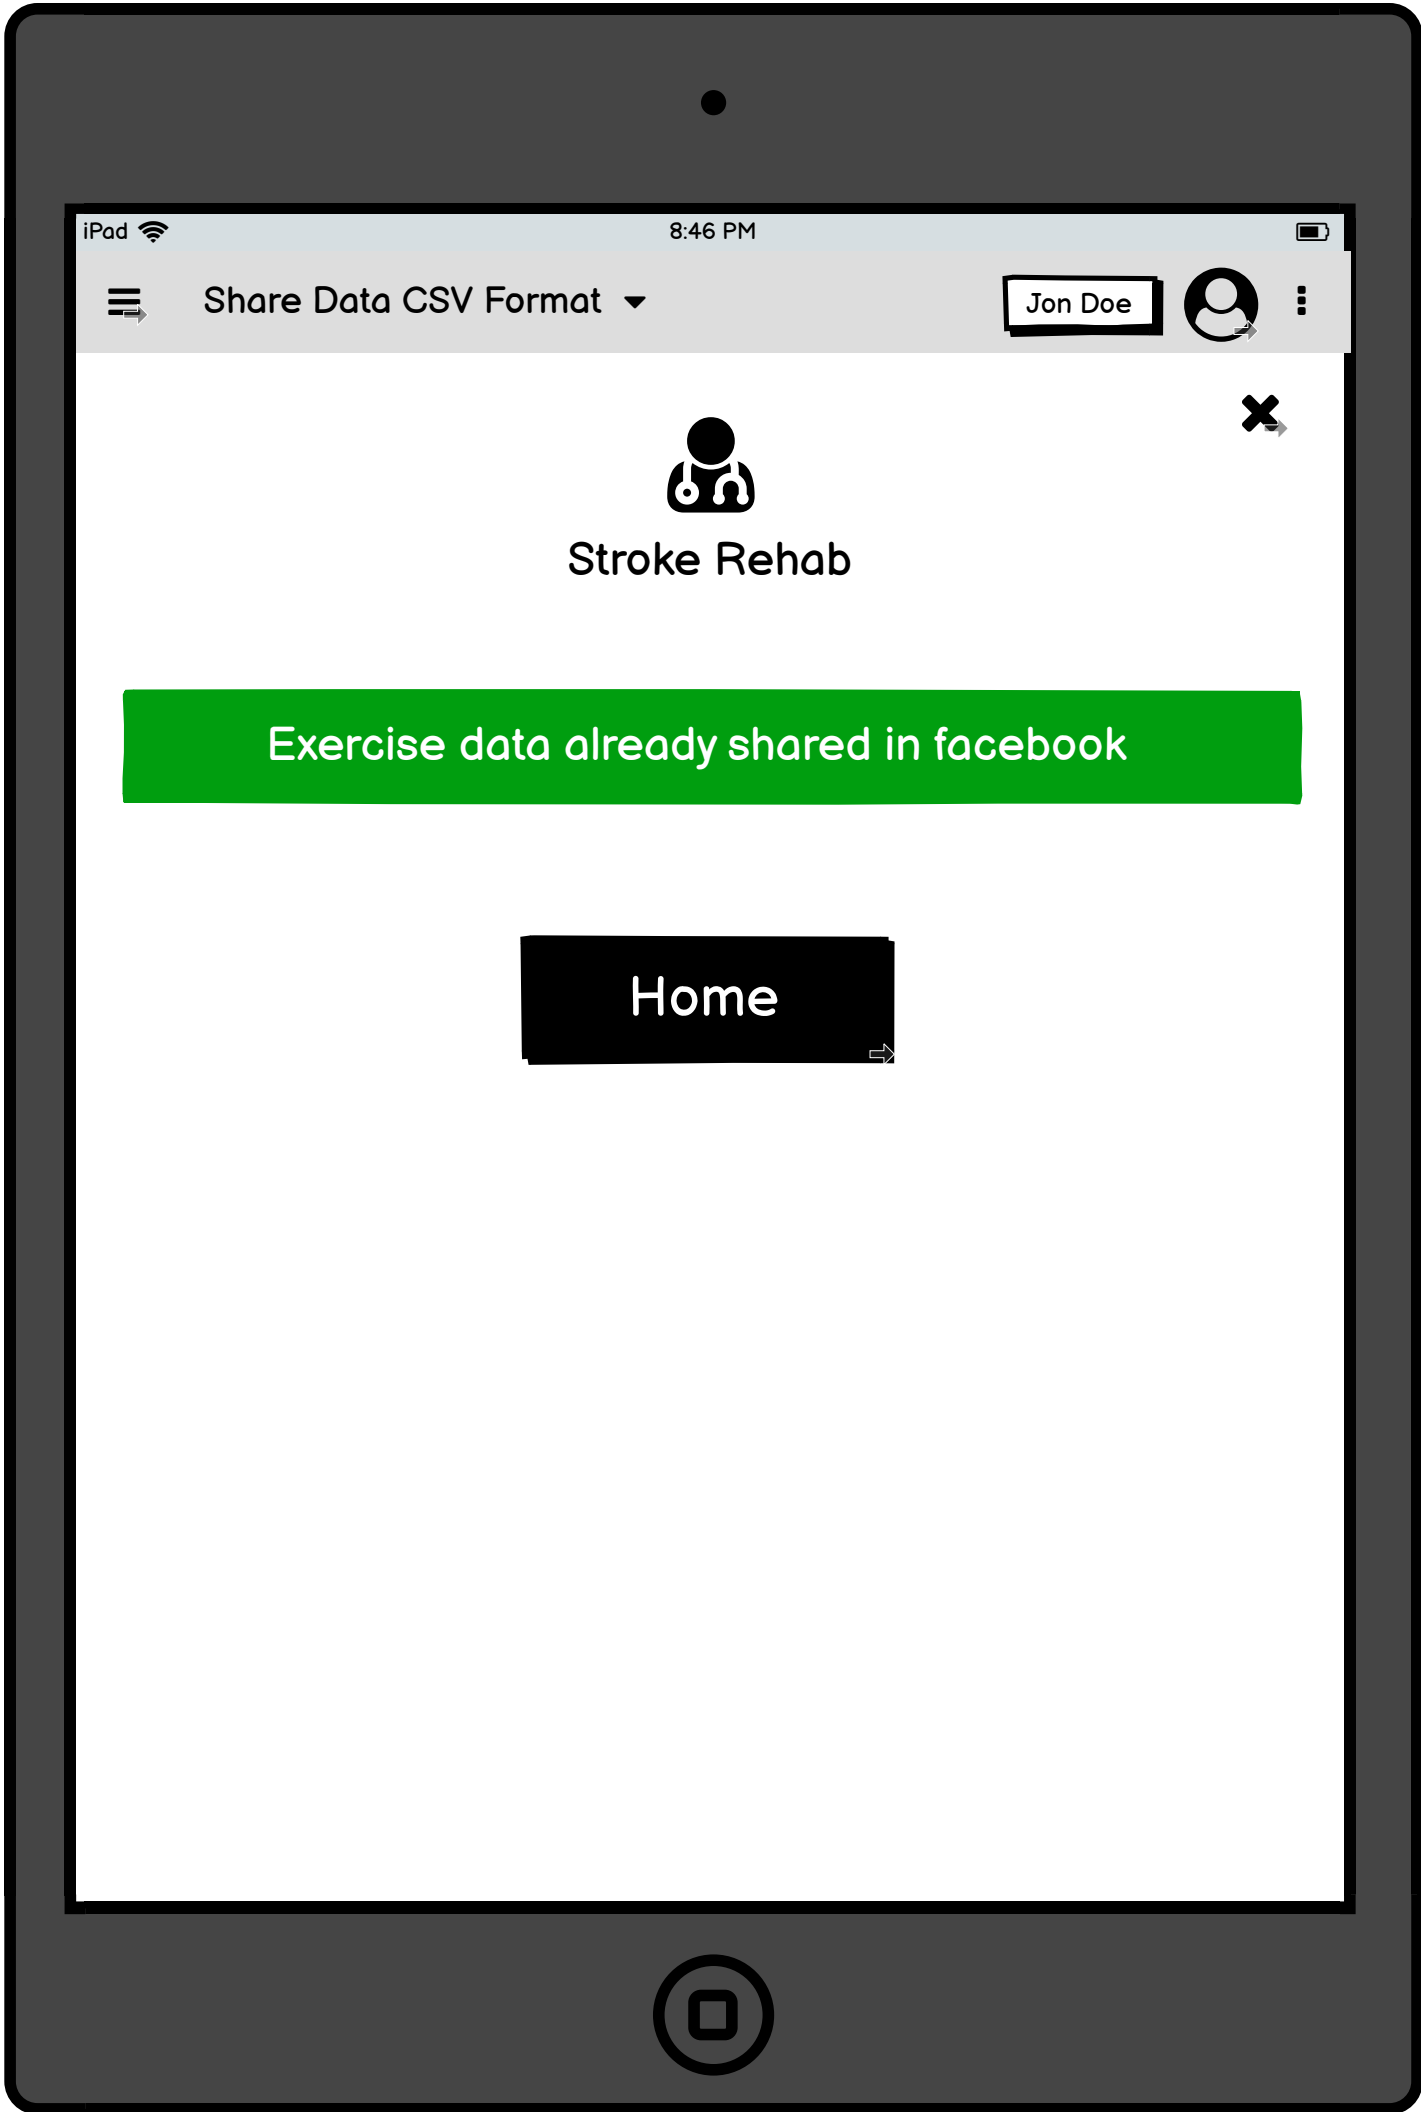 iPad
8:46 PM
Share Data CSV Format
Jon Doe
Stroke Rehab
Exercise data already shared in facebook
Home